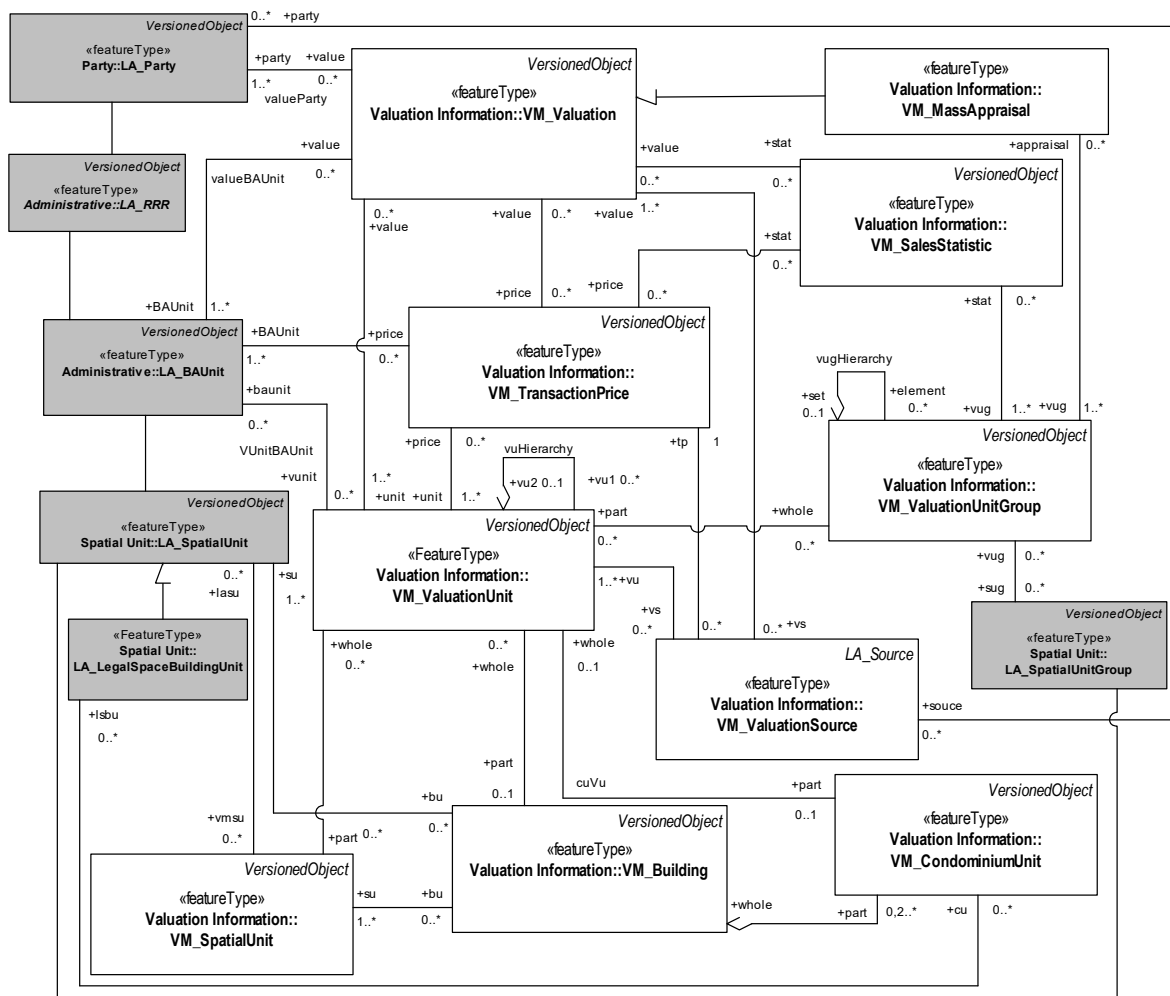 0..* +party
VersionedObject
«featureType»
Party::LA_Party
+party +value
1..* 0..*
valueParty
VersionedObject
«featureType»
Valuation Information::VM_Valuation
«featureType»
Valuation Information::
VM_MassAppraisal
+appraisal 0..*
VersionedObject
«featureType»
Administrative::LA_RRR
+value
valueBAUnit 0..*
+value +stat
0..* 0..*
1..*
VersionedObject
«featureType»
Valuation Information::
VM_SalesStatistic
0..*
+value
+value 0..* +value
+stat
0..*
+price 0..* +price 0..*
+stat 0..*
+BAUnit 1..*
VersionedObject
«featureType»
Administrative::LA_BAUnit
+BAUnit +price
1..* 0..*
VersionedObject
«featureType»
Valuation Information::
VM_TransactionPrice
vugHierarchy
+set +element
0..1 0..*
+vug 1..* +vug 1..*
+baunit
0..*
VUnitBAUnit
+vunit
0..*
1..*
+unit +unit 1..*
+price 0..*
vuHierarchy
+vu2 0..1 +vu1 0..*
+tp 1
VersionedObject
«featureType»
Valuation Information::
VM_ValuationUnitGroup
VersionedObject
«featureType»
Spatial Unit::LA_SpatialUnit
VersionedObject
«FeatureType»
Valuation Information::
VM_ValuationUnit
+part +whole
0..* 0..*
+vug 0..*
+sug 0..*
0..* +su
+lasu 1..*
1..* +vu
+vs
0..* 0..* 0..* +vs
«FeatureType»
Spatial Unit::
LA_LegalSpaceBuildingUnit
+whole
0..*
0..*
+whole
+whole
0..1
LA_Source
«featureType»
Valuation Information::
VM_ValuationSource
VersionedObject
«featureType»
Spatial Unit::
LA_SpatialUnitGroup
+lsbu
0..*
+souce
0..*
+part
0..1
cuVu +part
0..1
+vmsu
0..*
+bu
+part 0..* 0..*
VersionedObject
«featureType»
Valuation Information::VM_Building
VersionedObject
«featureType»
Valuation Information::
VM_CondominiumUnit
VersionedObject
«featureType»
Valuation Information::
VM_SpatialUnit
+su +bu
1..* 0..*
+whole
+part 0,2..* +cu 0..*